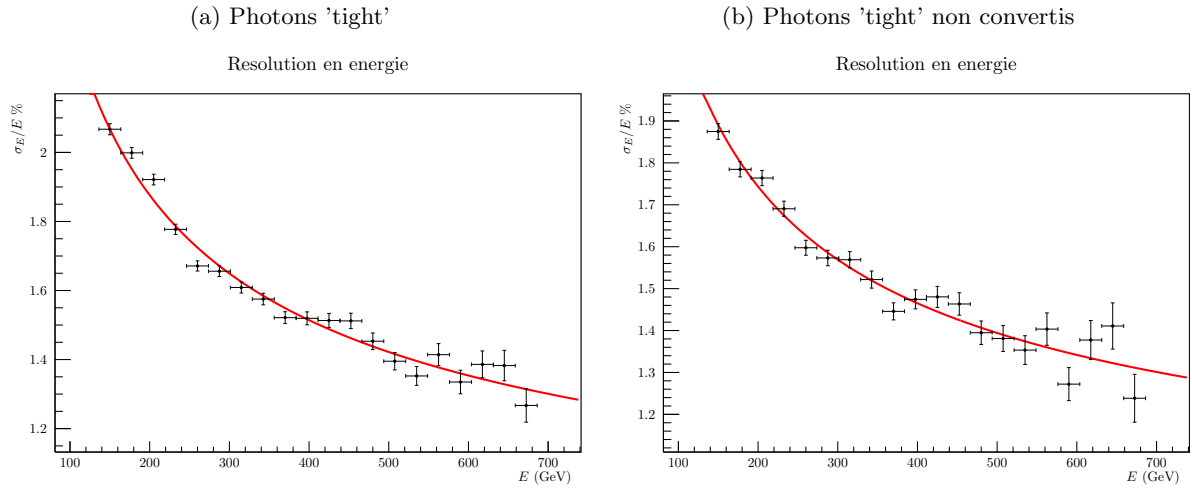 (a) Photons 'tight'
Resolution en energie
σE/E %
2
1.8
1.6
1.4
1.2
100 200 300 400 500 600 700
E (GeV)
(b) Photons 'tight' non convertis
Resolution en energie
σE/E %
1.9
1.8
1.7
1.6
1.5
1.4
1.3
1.2
100 200 300 400 500 600 700
E (GeV)